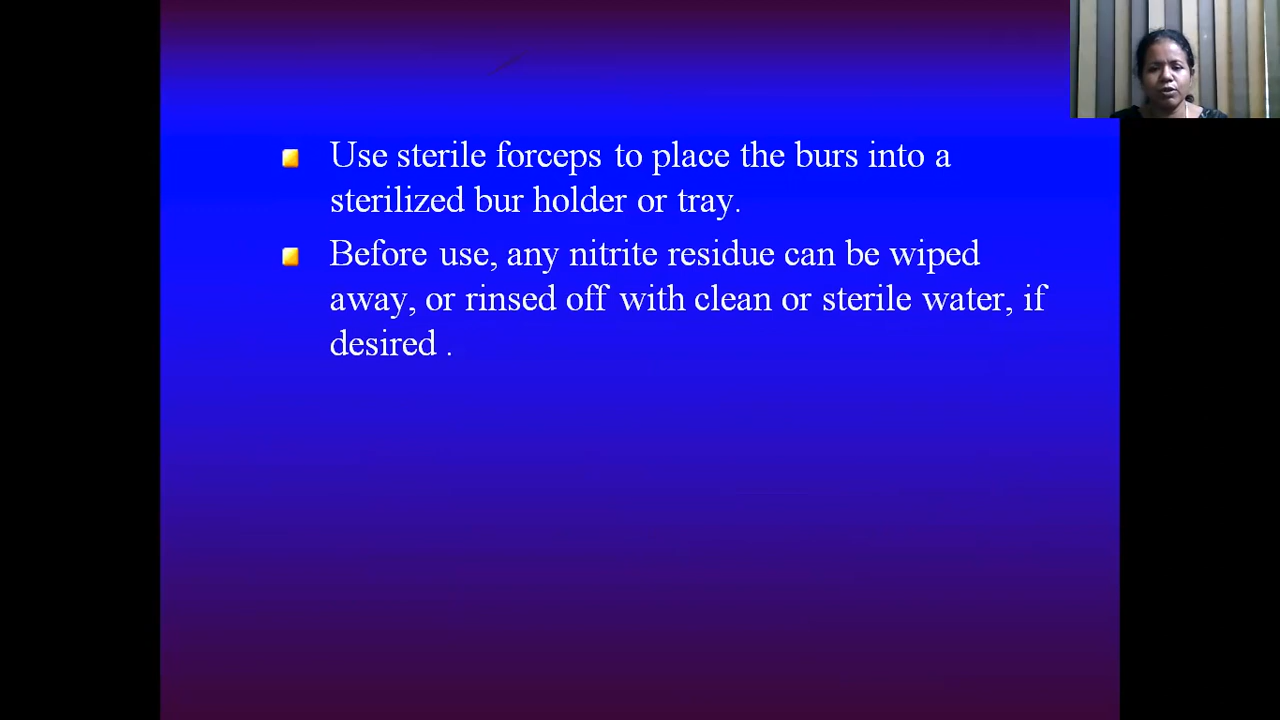 Use sterile forceps to place the burs into a
sterilized bur holder or tray.
Before use, any nitrite residue can be wiped
away, or rinsed off with clean or sterile water, if
desired .